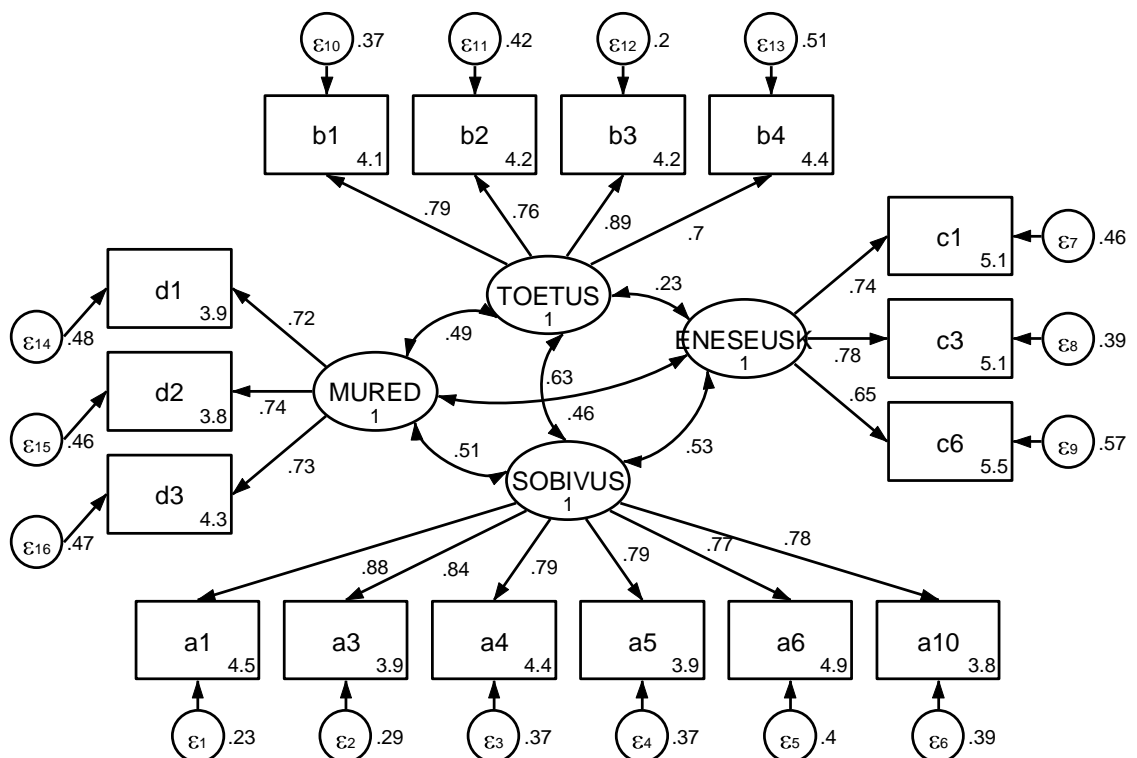 ε10 .37 ε11 .42 ε12 .2 ε13 .51
b1 4.1 b2 4.2 b3 4.2 b4 4.4
.79 .76 .89 .7
c1 5.1 ε7 .46
d1 3.9
TOETUS 1
.23
.74
ε14 .48
.72
.49
ENESEUSK 1
c3 5.1 ε8 .39
.78
d2 3.8
MURED 1
.74
.63
.65
ε15 .46
.46
.51
.53
c6 5.5 ε9 .57
d3 4.3
.73
SOBIVUS 1
ε16 .47
.88 .84 .79 .79 .77 .78
a1 4.5 a3 3.9 a4 4.4 a5 3.9 a6 4.9 a10 3.8
ε1 .23 ε2 .29 ε3 .37 ε4 .37 ε5 .4 ε6 .39